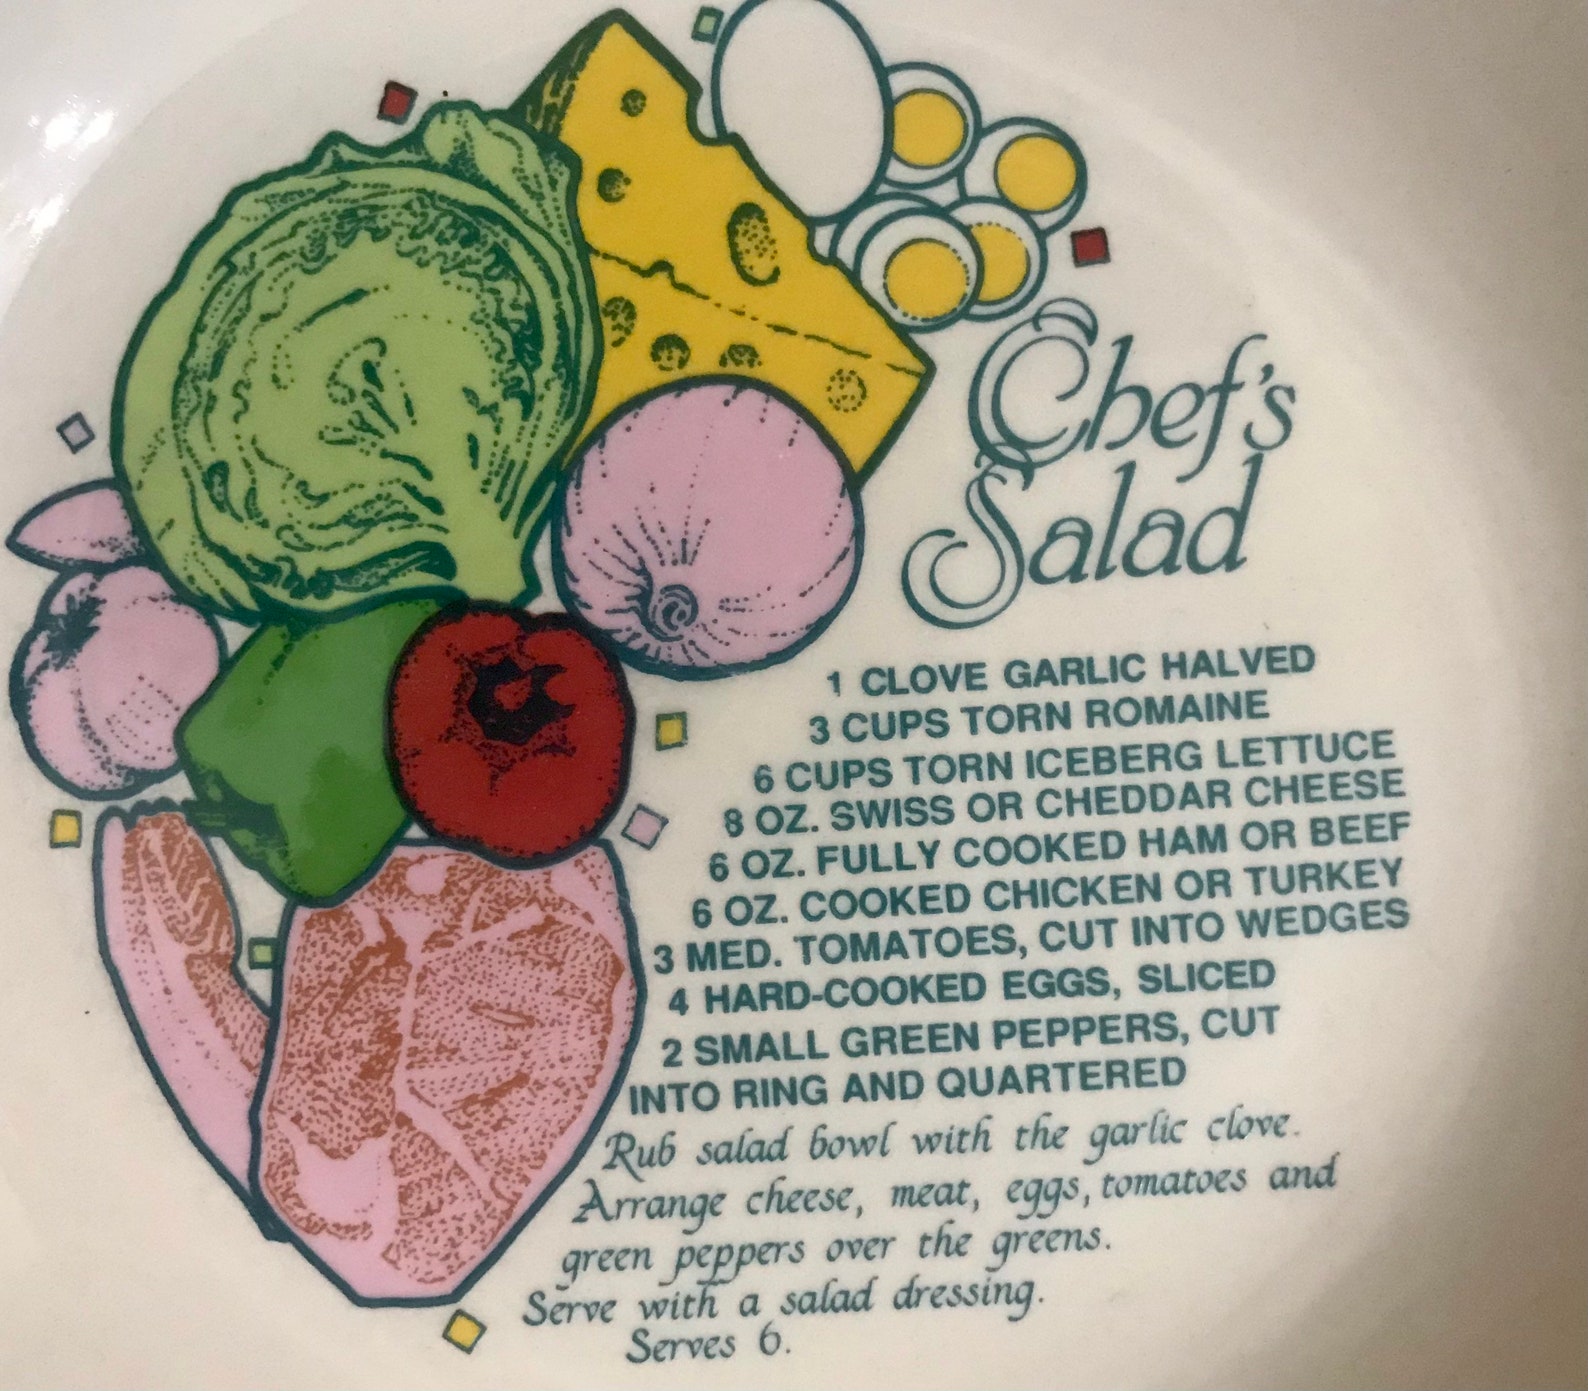 Chef's
Salad
1 CLOVE GARLIC HALVED
3 CUPS TORN ROMAINE
6 CUPS TORN ICEBERG LETTUCE
8 OZ. SWISS OR CHEDDAR CHEESE
6 OZ. FULLY COOKED HAM OR BEEF
6 OZ. COOKED CHICKEN OR TURKEY
3 MED. TOMATOES, CUT INTO WEDGES
4 HARD-COOKED EGGS, SLICED
2 SMALL GREEN PEPPERS, CUT
INTO RING AND QUARTERED
Rub salad bowl with the garlic clove.
Arrange cheese, meat, eggs, tomatoes and
green peppers over the greens.
Serve with a salad dressing.
Serves 6.